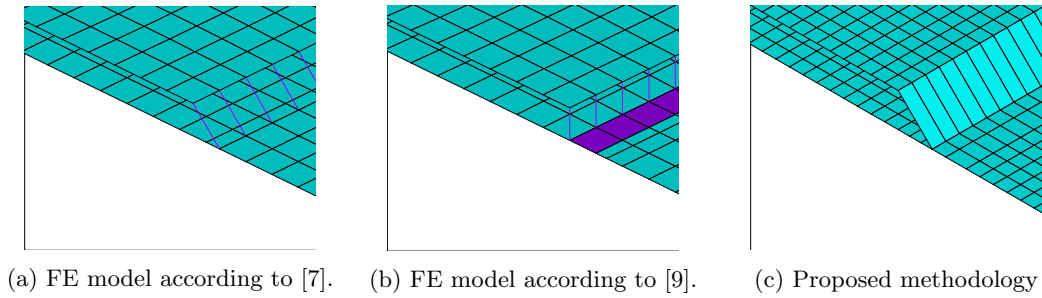 (a) FE model according to [7].
(b) FE model according to [9].
(c) Proposed methodology